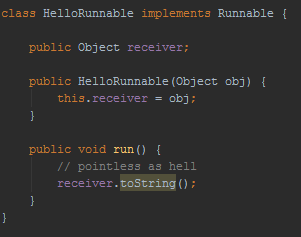 class HelloRunnable implements Runnable {
public Object receiver;
public HelloRunnable(Object obj) {
this.receiver = obj;
}
public void run() {
// pointless as hell
receiver.toString();
}
}